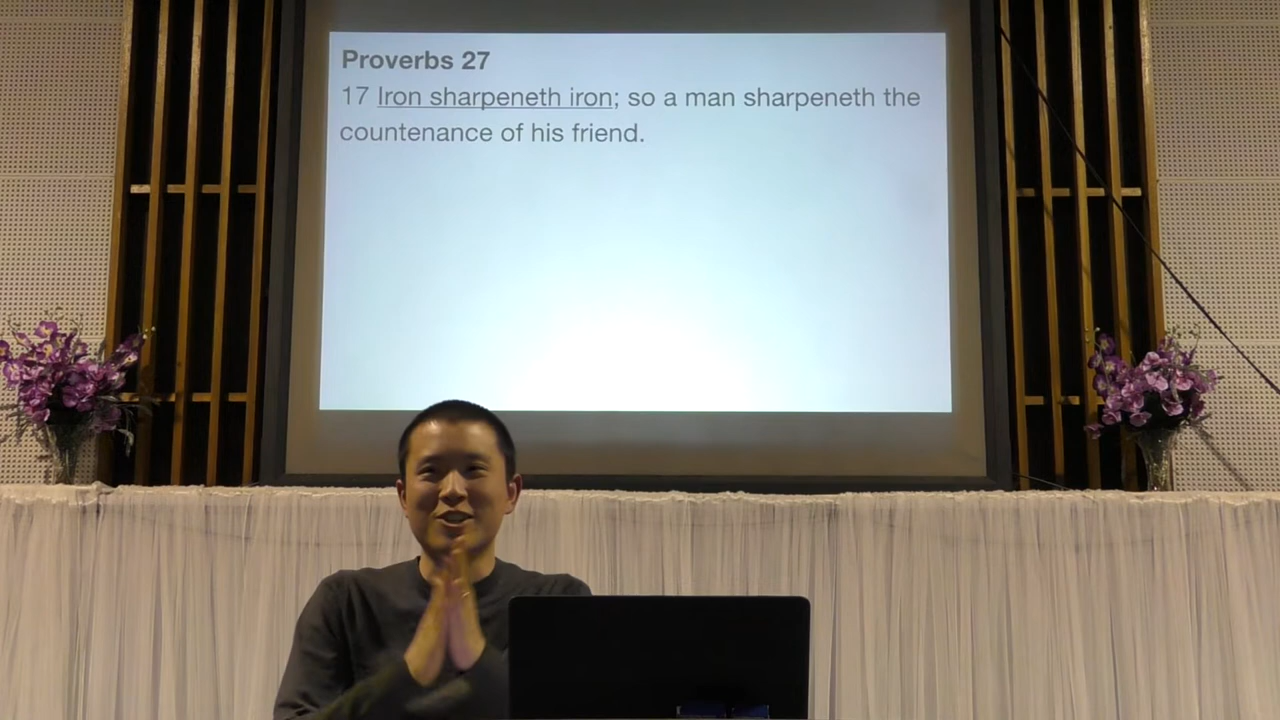 Proverbs 27
17 Iron sharpeneth iron; so a man sharpeneth the
countenance of his friend.